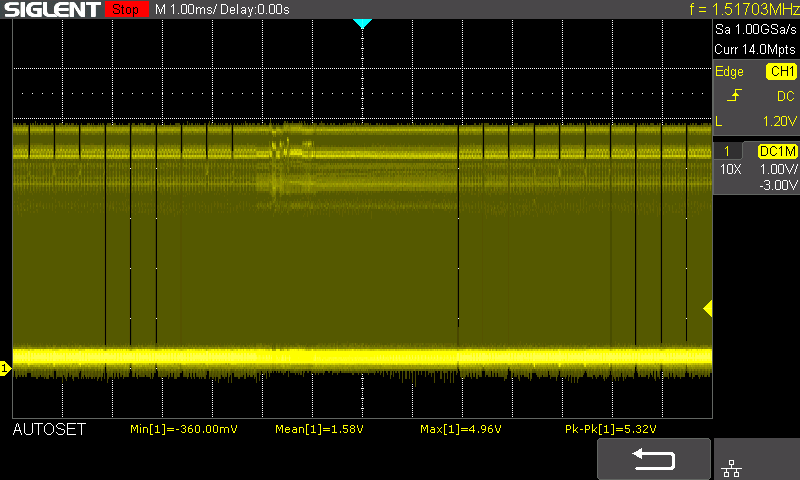 SIGLENT Stop M 1.00ms/ Delay:0.00s f = 1.51703MHz
Sa 1.00GSa/s
Curr 14.0Mpts
Edge CH1
DC
L 1.20V
1 DC1M
10X 1.00V/
-3.00V
1
AUTOSET Min[1]=-360.00mV Mean[1]=1.58V Max[1]=4.96V Pk-Pk[1]=5.32V